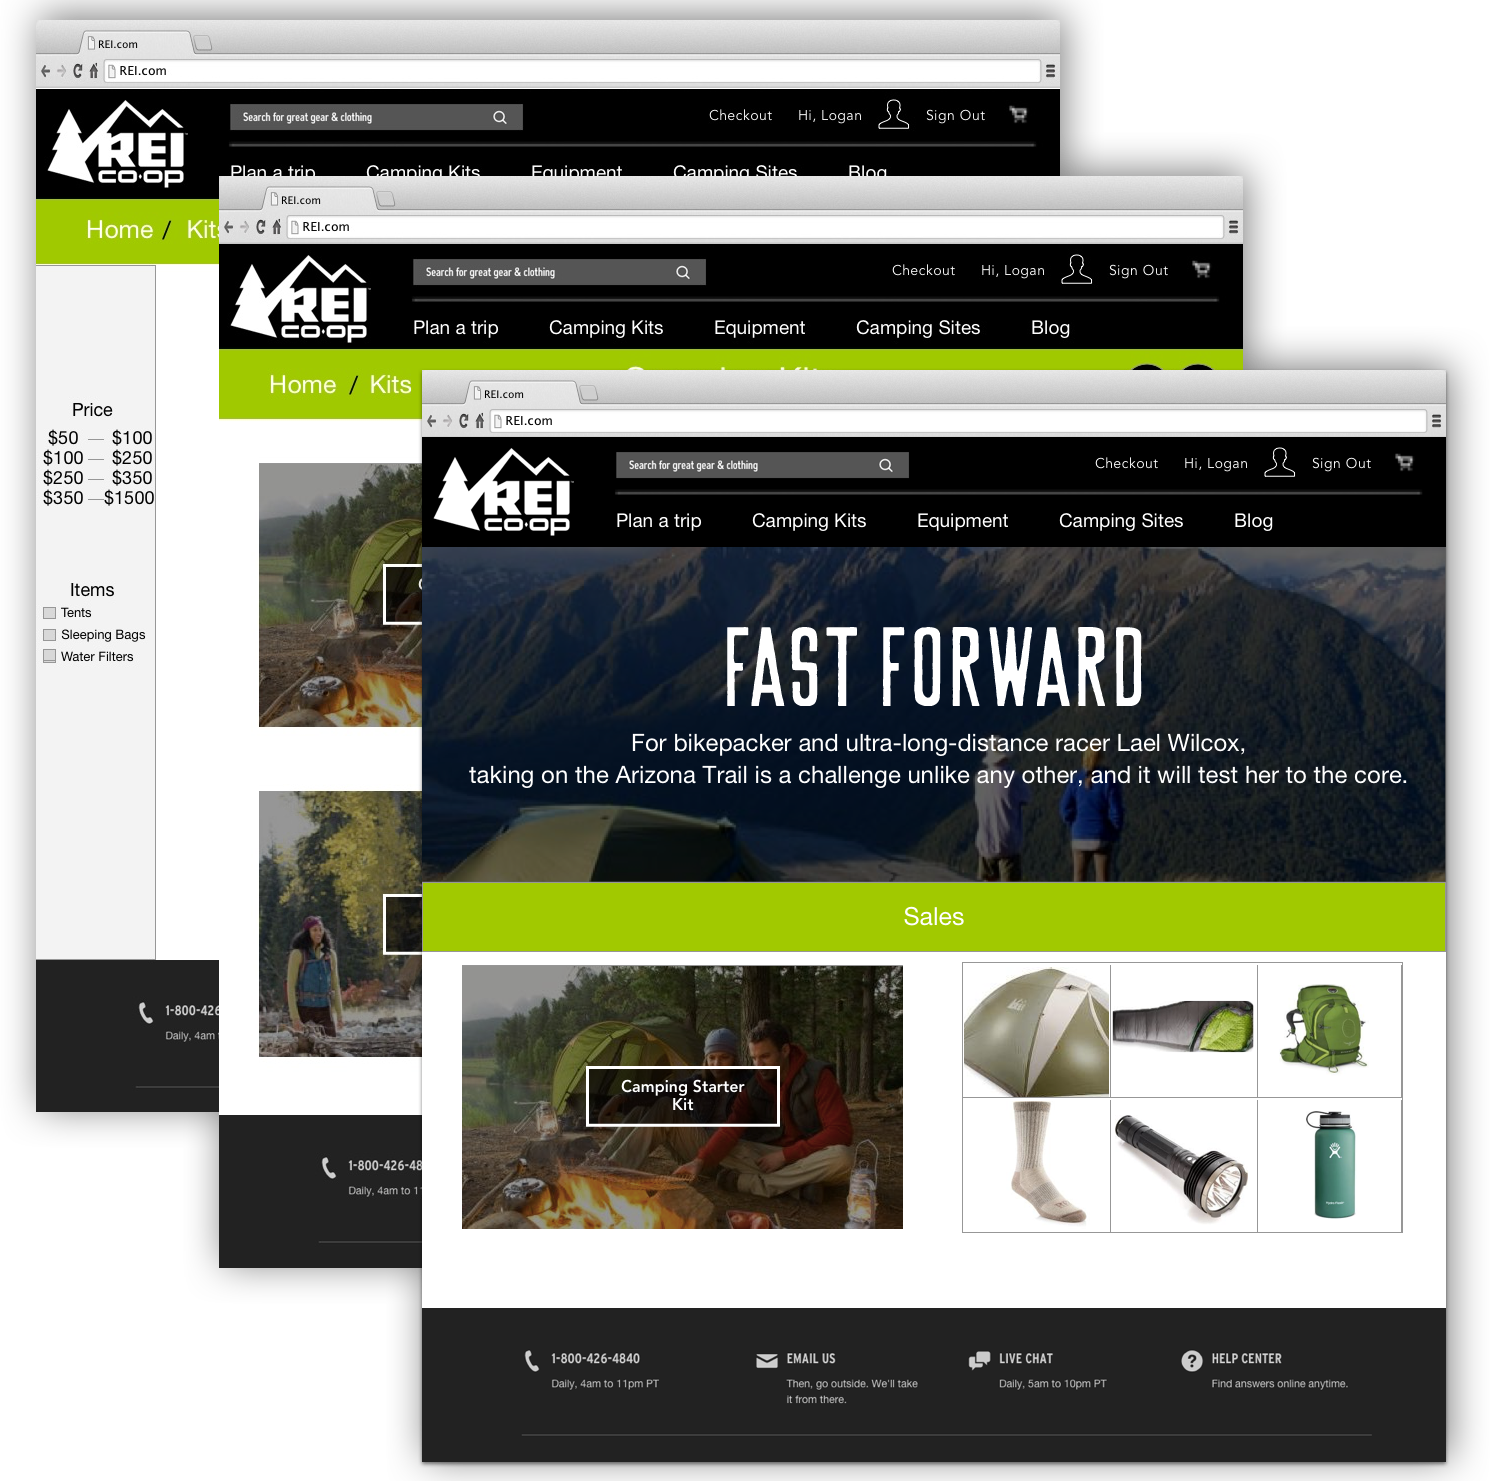 REI.com
REI.com
REI
co·op
Search for great gear & clothing
Checkout Hi, Logan Sign Out
Plan a trip Camping Kits Equipment Camping Sites Blog
Home / Kits
Price
$50 — $100
$100 — $250
$250 — $350
$350 — $1500
Items
Tents
Sleeping Bags
Water Filters
1-800-426
Daily, 4am
REI.com
REI.com
REI
co·op
Search for great gear & clothing
Checkout Hi, Logan Sign Out
Plan a trip Camping Kits Equipment Camping Sites Blog
Home / Kits
1-800-426-48
Daily, 4am to 11
REI.com
REI.com
REI
co·op
Search for great gear & clothing
Checkout Hi, Logan Sign Out
Plan a trip Camping Kits Equipment Camping Sites Blog
FAST FORWARD
For bikepacker and ultra-long-distance racer Lael Wilcox,
taking on the Arizona Trail is a challenge unlike any other, and it will test her to the core.
Sales
Camping Starter
Kit
1-800-426-4840
Daily, 4am to 11pm PT
EMAIL US
Then, go outside. We'll take
it from there.
LIVE CHAT
Daily, 5am to 10pm PT
HELP CENTER
Find answers online anytime.